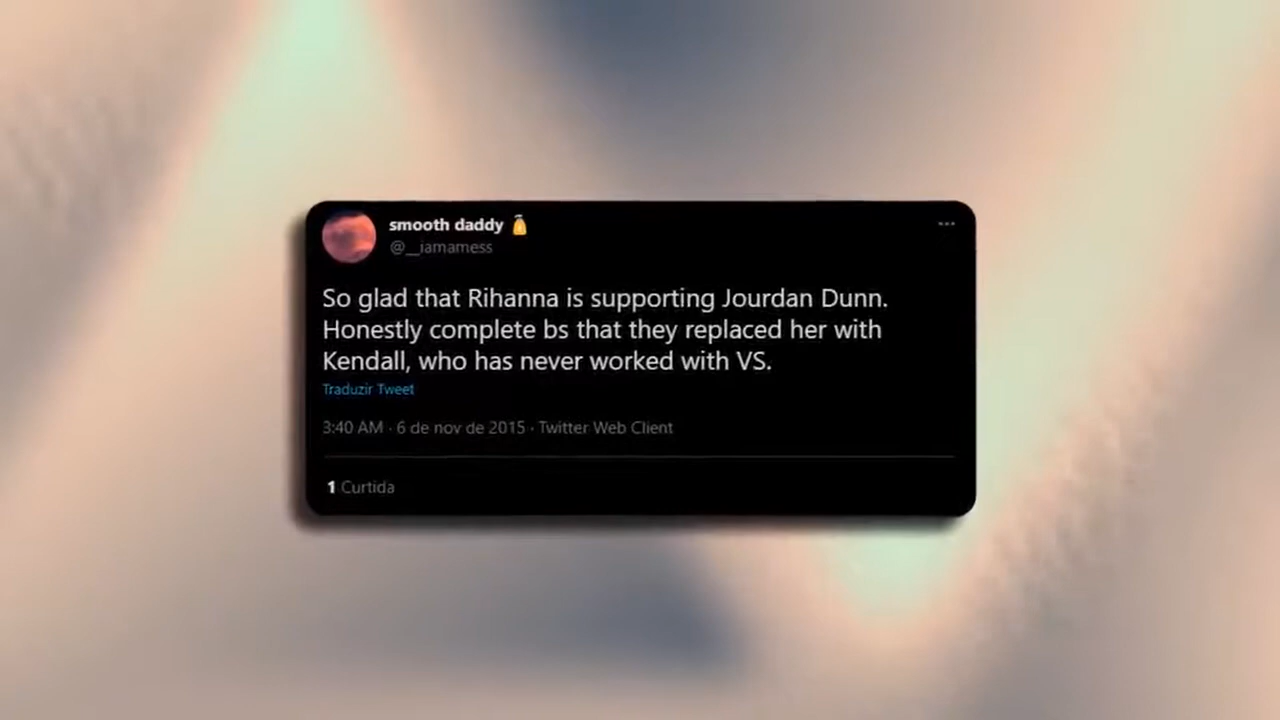 smooth daddy
@__iamamess
So glad that Rihanna is supporting Jourdan Dunn.
Honestly complete bs that they replaced her with
Kendall, who has never worked with VS.
Traduzir Tweet
3:40 AM · 6 de nov de 2015 · Twitter Web Client
1 Curtida